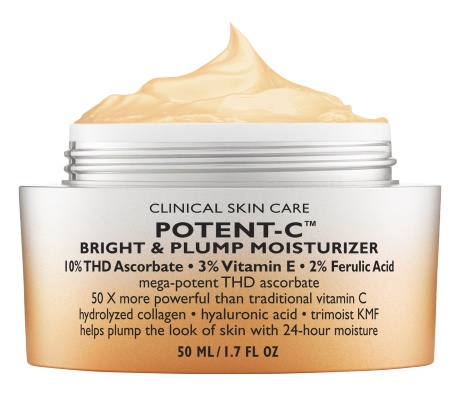 CLINICAL SKIN CARE
POTENT-C™
BRIGHT & PLUMP MOISTURIZER
10% THD Ascorbate • 3% Vitamin E • 2% Ferulic Acid
mega-potent THD ascorbate
50 X more powerful than traditional vitamin C
hydrolyzed collagen • hyaluronic acid • trimoist KMF
helps plump the look of skin with 24-hour moisture
50 ML/1.7 FL OZ